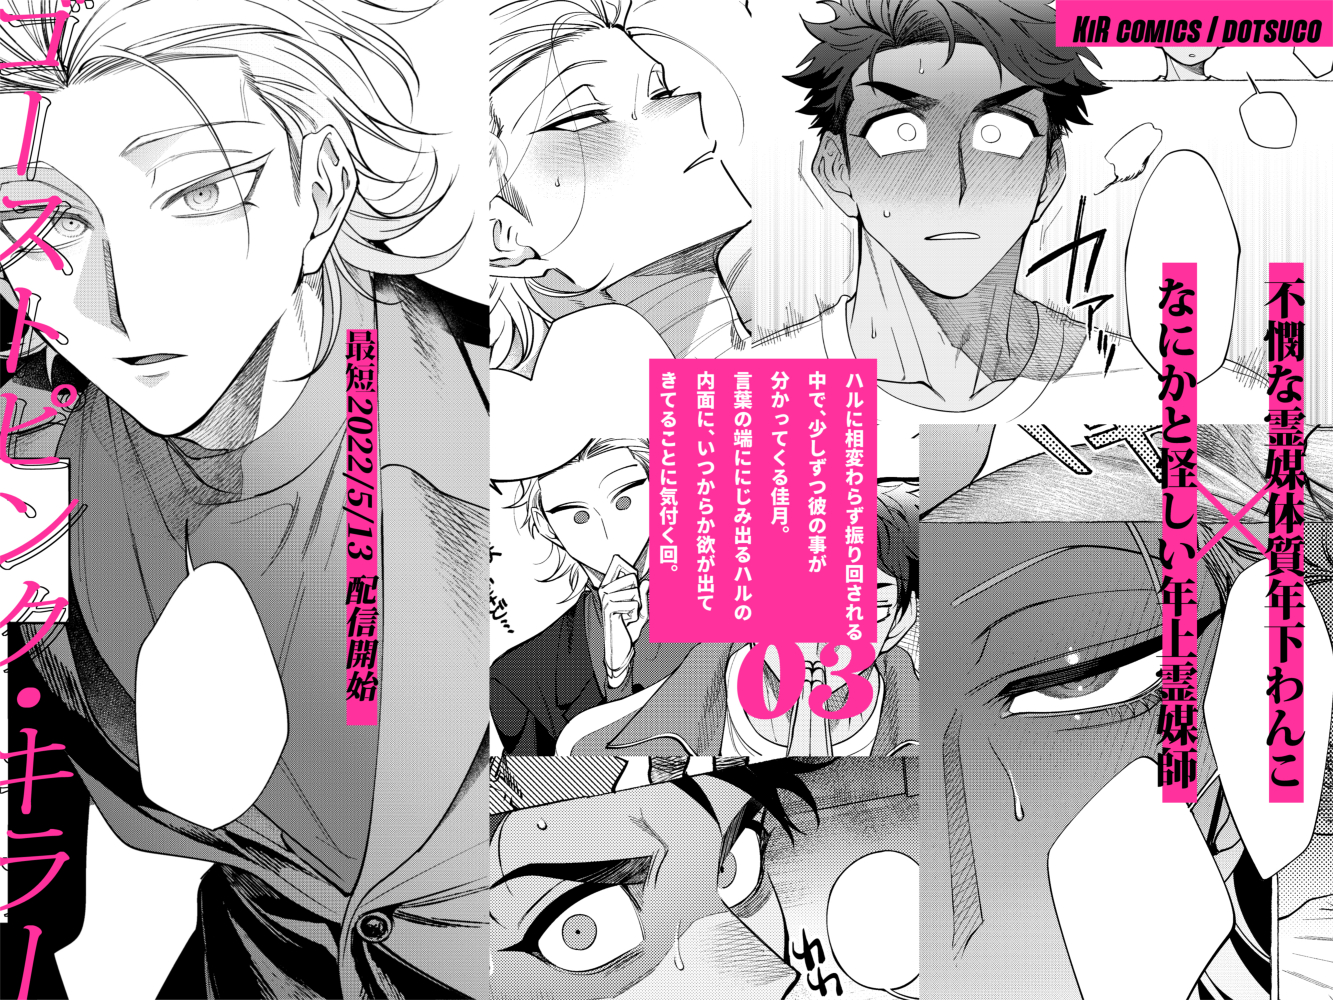 KiR COMICS / DOTSUCO
不憫な霊媒体質年下わんこ
×
なにかと怪しい年上霊媒師
カァッ…
ハルに相変わらず振り回される
中で、少しずつ彼の事が
分かってくる佳月。
言葉の端ににじみ出るハルの
内面に、いつからか欲が出て
きてることに気付く回。
03
最短2022/5/13 配信開始
ゴーストピンク・キラー